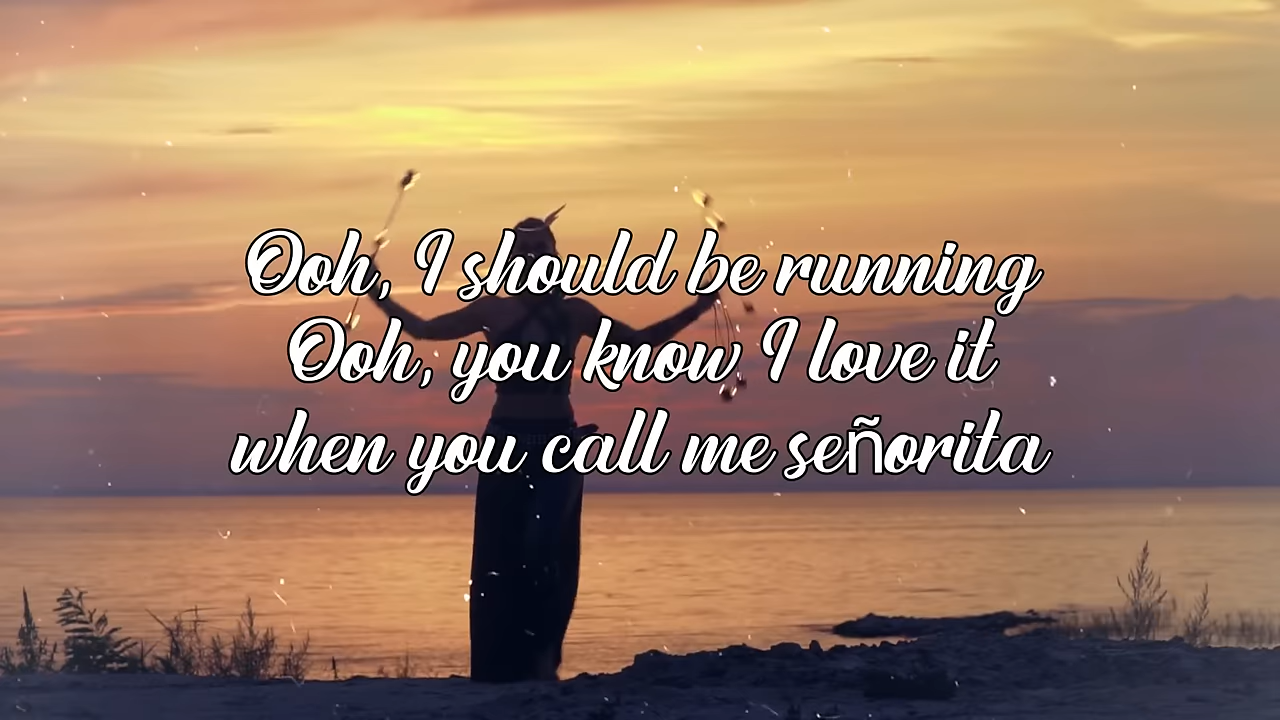 Ooh, I should be running
Ooh, you know I love it
when you call me señorita